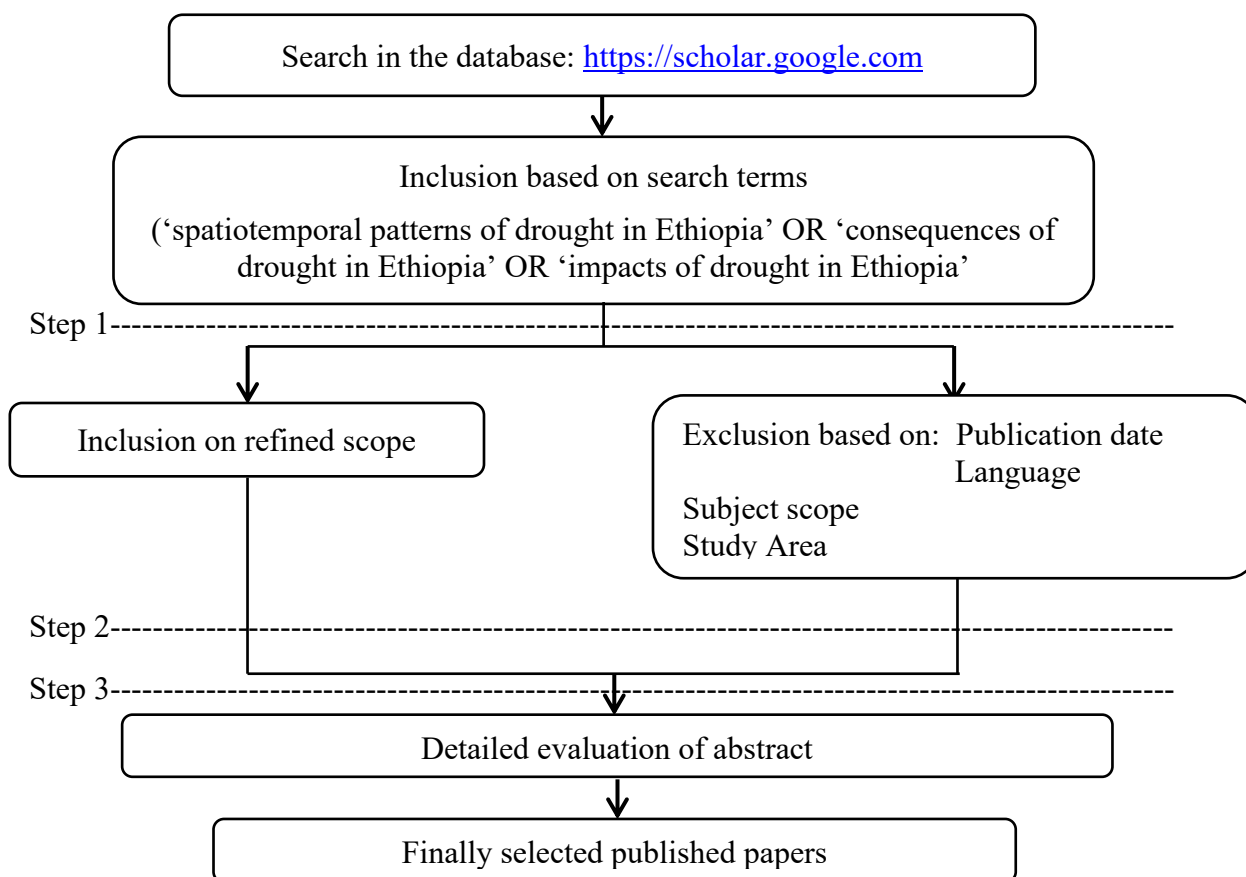 Search in the database: https://scholar.google.com
Inclusion based on search terms
(‘spatiotemporal patterns of drought in Ethiopia’ OR ‘consequences of
drought in Ethiopia’ OR ‘impacts of drought in Ethiopia’
Step 1
Inclusion on refined scope
Exclusion based on: Publication date
Language
Subject scope
Study Area
Step 2
Step 3
Detailed evaluation of abstract
Finally selected published papers